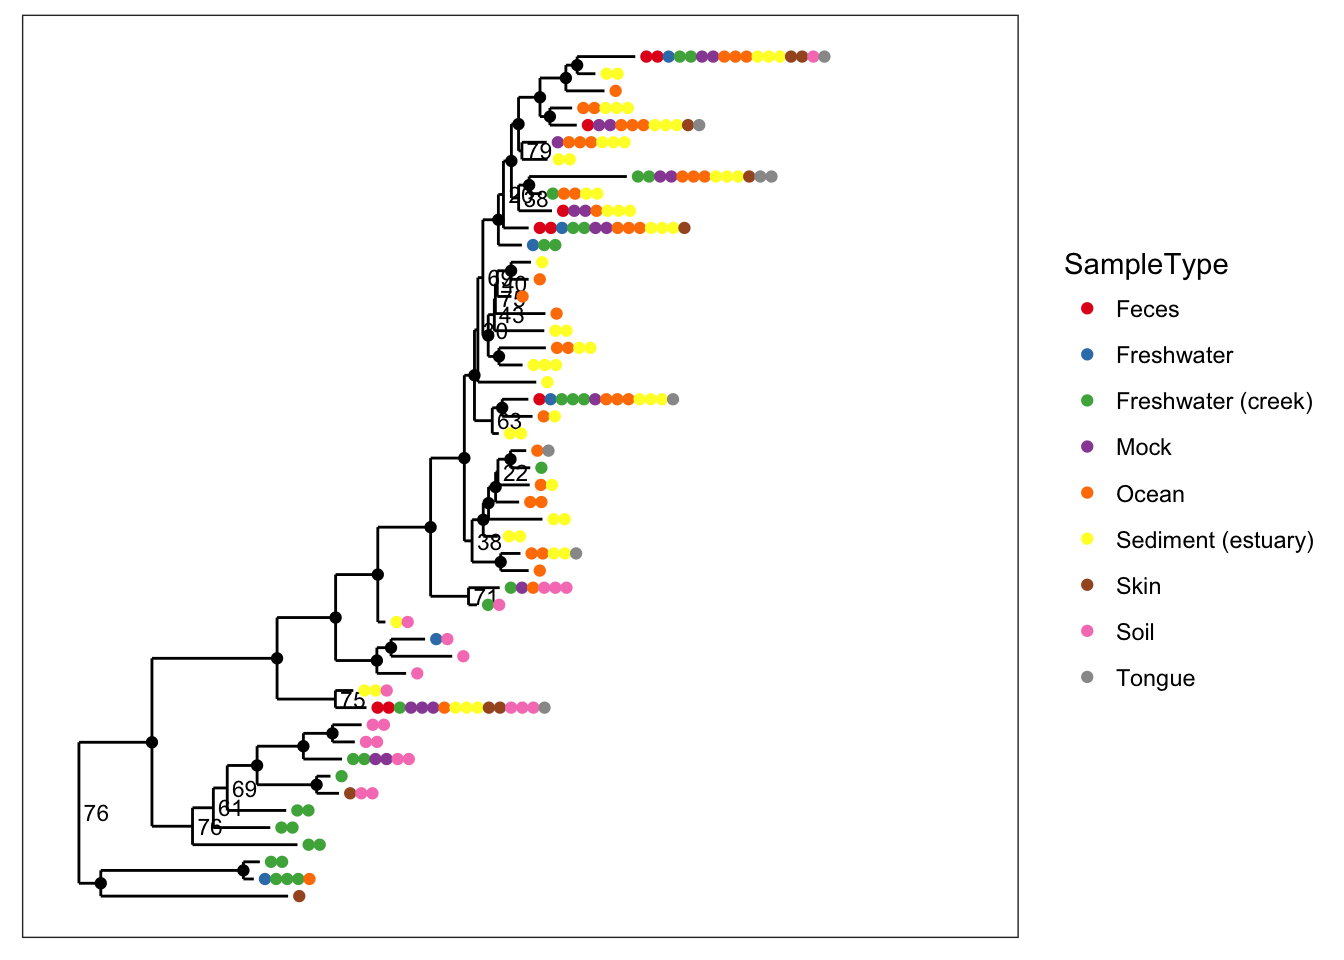 79
38
43
63
22
38
71
75
69
61
76
76
SampleType
Feces
Freshwater
Freshwater (creek)
Mock
Ocean
Sediment (estuary)
Skin
Soil
Tongue